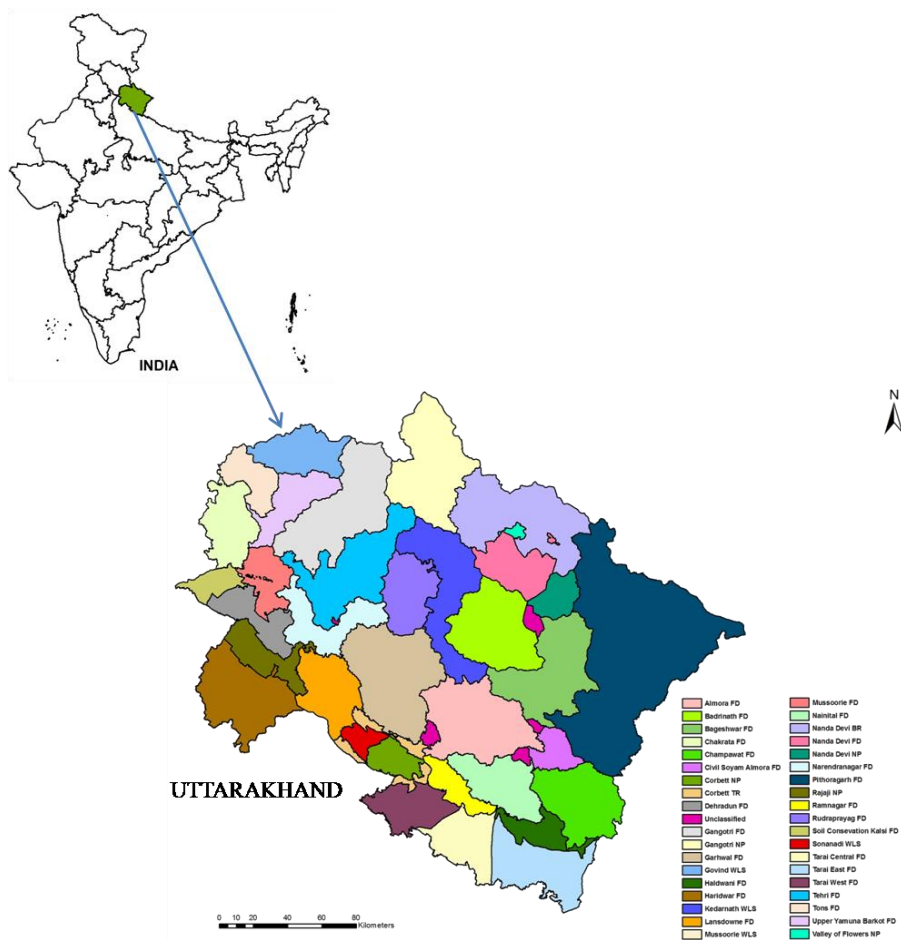 INDIA
N
UTTARAKHAND
Almora FD
Badrinath FD
Bageshwar FD
Chakrata FD
Champawat FD
Civil Soyam Almora FD
Corbett NP
Corbett TR
Dehradun FD
Unclassified
Gangotri FD
Gangotri NP
Garhwal FD
Govind WLS
Haldwani FD
Haridwar FD
Kedarnath WLS
Lansdowne FD
Mussoorie WLS
Mussoorie FD
Nainital FD
Nanda Devi BR
Nanda Devi FD
Nanda Devi NP
Narendranagar FD
Pithoragarh FD
Rajaji NP
Ramnagar FD
Rudraprayag FD
Soil Consevation Kalsi FD
Sonanadi WLS
Tarai Central FD
Tarai East FD
Tarai West FD
Tehri FD
Tons FD
Upper Yamuna Barkot FD
Valley of Flowers NP
0 10 20 40 60 80
Kilometers